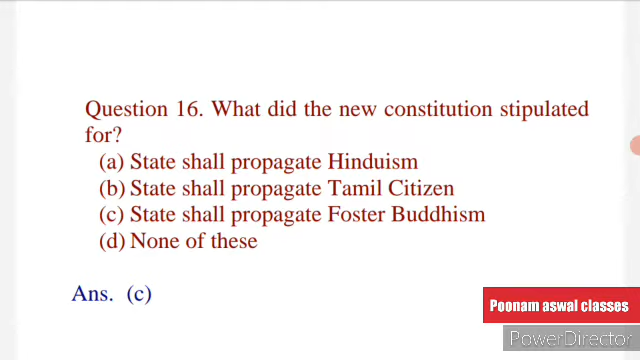 Question 16. What did the new constitution stipulated
for?
(a) State shall propagate Hinduism
(b) State shall propagate Tamil Citizen
(c) State shall propagate Foster Buddhism
(d) None of these
Ans. (c)
Poonam aswal classes
PowerDirector